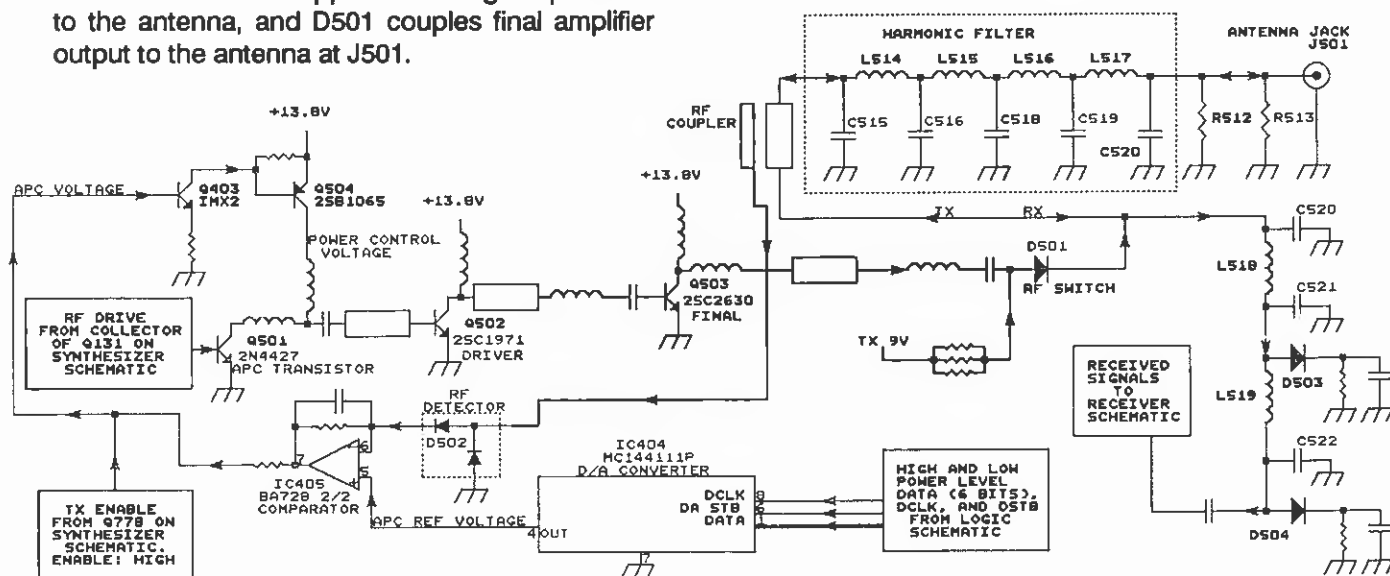 to the antenna, and D501 couples final amplifier
output to the antenna at J501.
HARMONIC FILTER
ANTENNA JACK
J501
L514
L515
L516
L517
C515
C516
C518
C519
C520
R512
R513
RF
COUPLER
+13.8V
APC VOLTAGE
Q403
IMX2
Q504
2SB1065
+13.8V
+13.8V
POWER CONTROL
VOLTAGE
TX
RX
D501
RF SWITCH
C520
L518
C521
RF DRIVE
FROM COLLECTOR
OF Q131 ON
SYNTHESIZER
SCHEMATIC
Q501
2N4427
APC TRANSISTOR
Q502
2SC1971
DRIVER
Q503
2SC2630
FINAL
TX 9V
RECEIVED
SIGNALS
TO
RECEIVER
SCHEMATIC
D503
L519
C522
D504
RF
DETECTOR
D502
7
6
5
+
IC405
BA728 2/2
COMPARATOR
TX ENABLE
FROM Q778 ON
SYNTHESIZER
SCHEMATIC.
ENABLE: HIGH
APC REF VOLTAGE
IC404
MC144111P
D/A CONVERTER
4
OUT
DCLK
DA STB
DATA
7
HIGH AND LOW
POWER LEVEL
DATA (6 BITS),
DCLK, AND DSTB
FROM LOGIC
SCHEMATIC